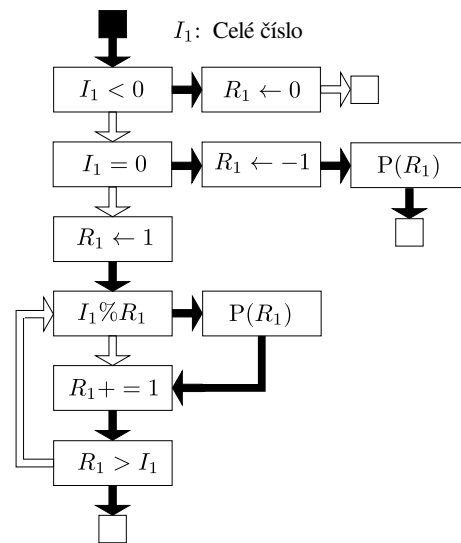 I₁: Celé číslo
I₁ < 0
R₁ ← 0
I₁ = 0
R₁ ← −1
P(R₁)
R₁ ← 1
I₁%R₁
P(R₁)
R₁+ = 1
R₁ > I₁